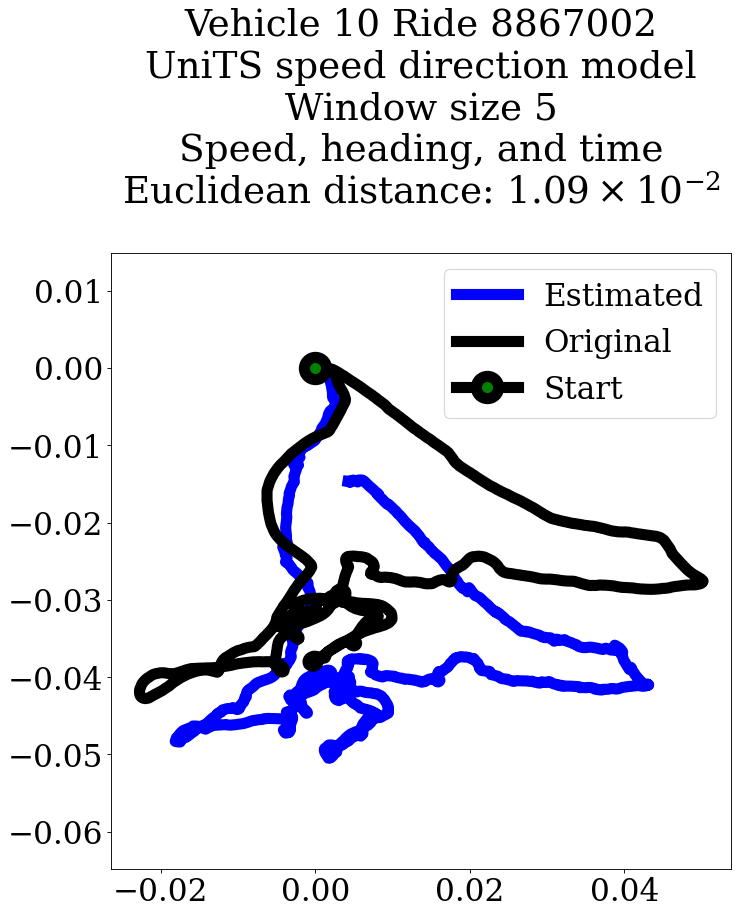 Vehicle 10 Ride 8867002
UniTS speed direction model
Window size 5
Speed, heading, and time
Euclidean distance: 1.09 × 10⁻²
Estimated
Original
Start
0.01
0.00
−0.01
−0.02
−0.03
−0.04
−0.05
−0.06
−0.02 0.00 0.02 0.04